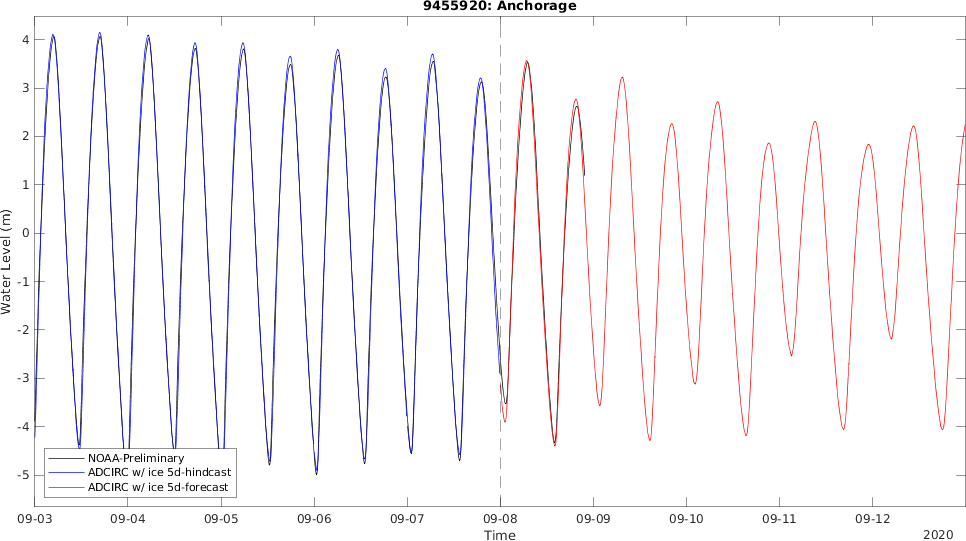 9455920: Anchorage
Water Level (m)
4
3
2
1
0
-1
-2
-3
-4
-5
NOAA-Preliminary
ADCIRC w/ ice 5d-hindcast
ADCIRC w/ ice 5d-forecast
09-03 09-04 09-05 09-06 09-07 09-08 09-09 09-10 09-11 09-12
Time
2020